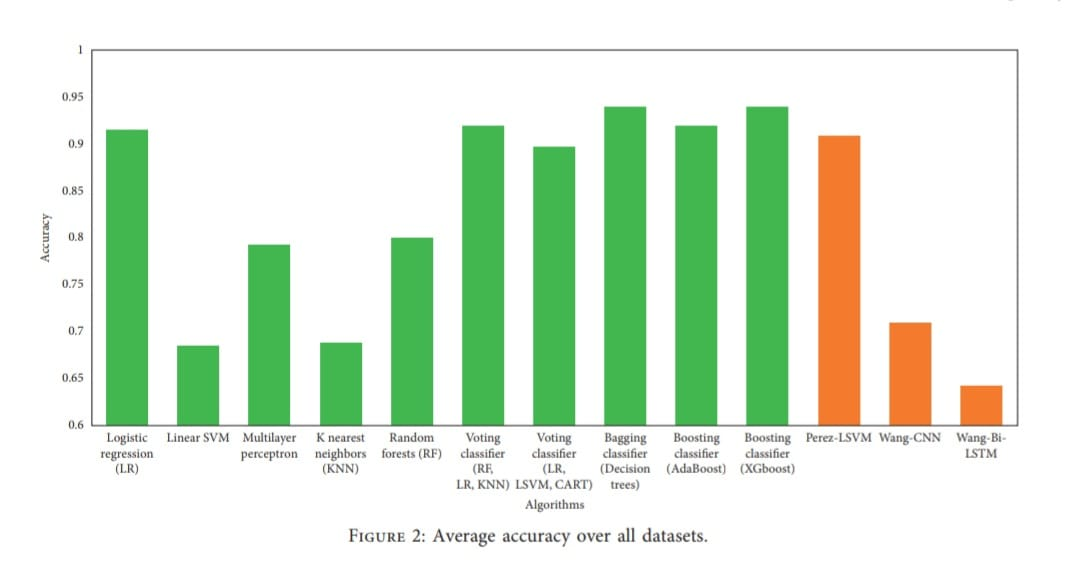 1
0.95
0.9
0.85
0.8
0.75
0.7
0.65
0.6
Accuracy
Logistic
regression
(LR)
Linear SVM
Multilayer
perceptron
K nearest
neighbors
(KNN)
Random
forests (RF)
Voting
classifier
(RF,
LR, KNN)
Voting
classifier
(LR,
LSVM, CART)
Bagging
classifier
(Decision
trees)
Boosting
classifier
(AdaBoost)
Boosting
classifier
(XGboost)
Perez-LSVM
Wang-CNN
Wang-Bi-
LSTM
Algorithms
FIGURE 2: Average accuracy over all datasets.